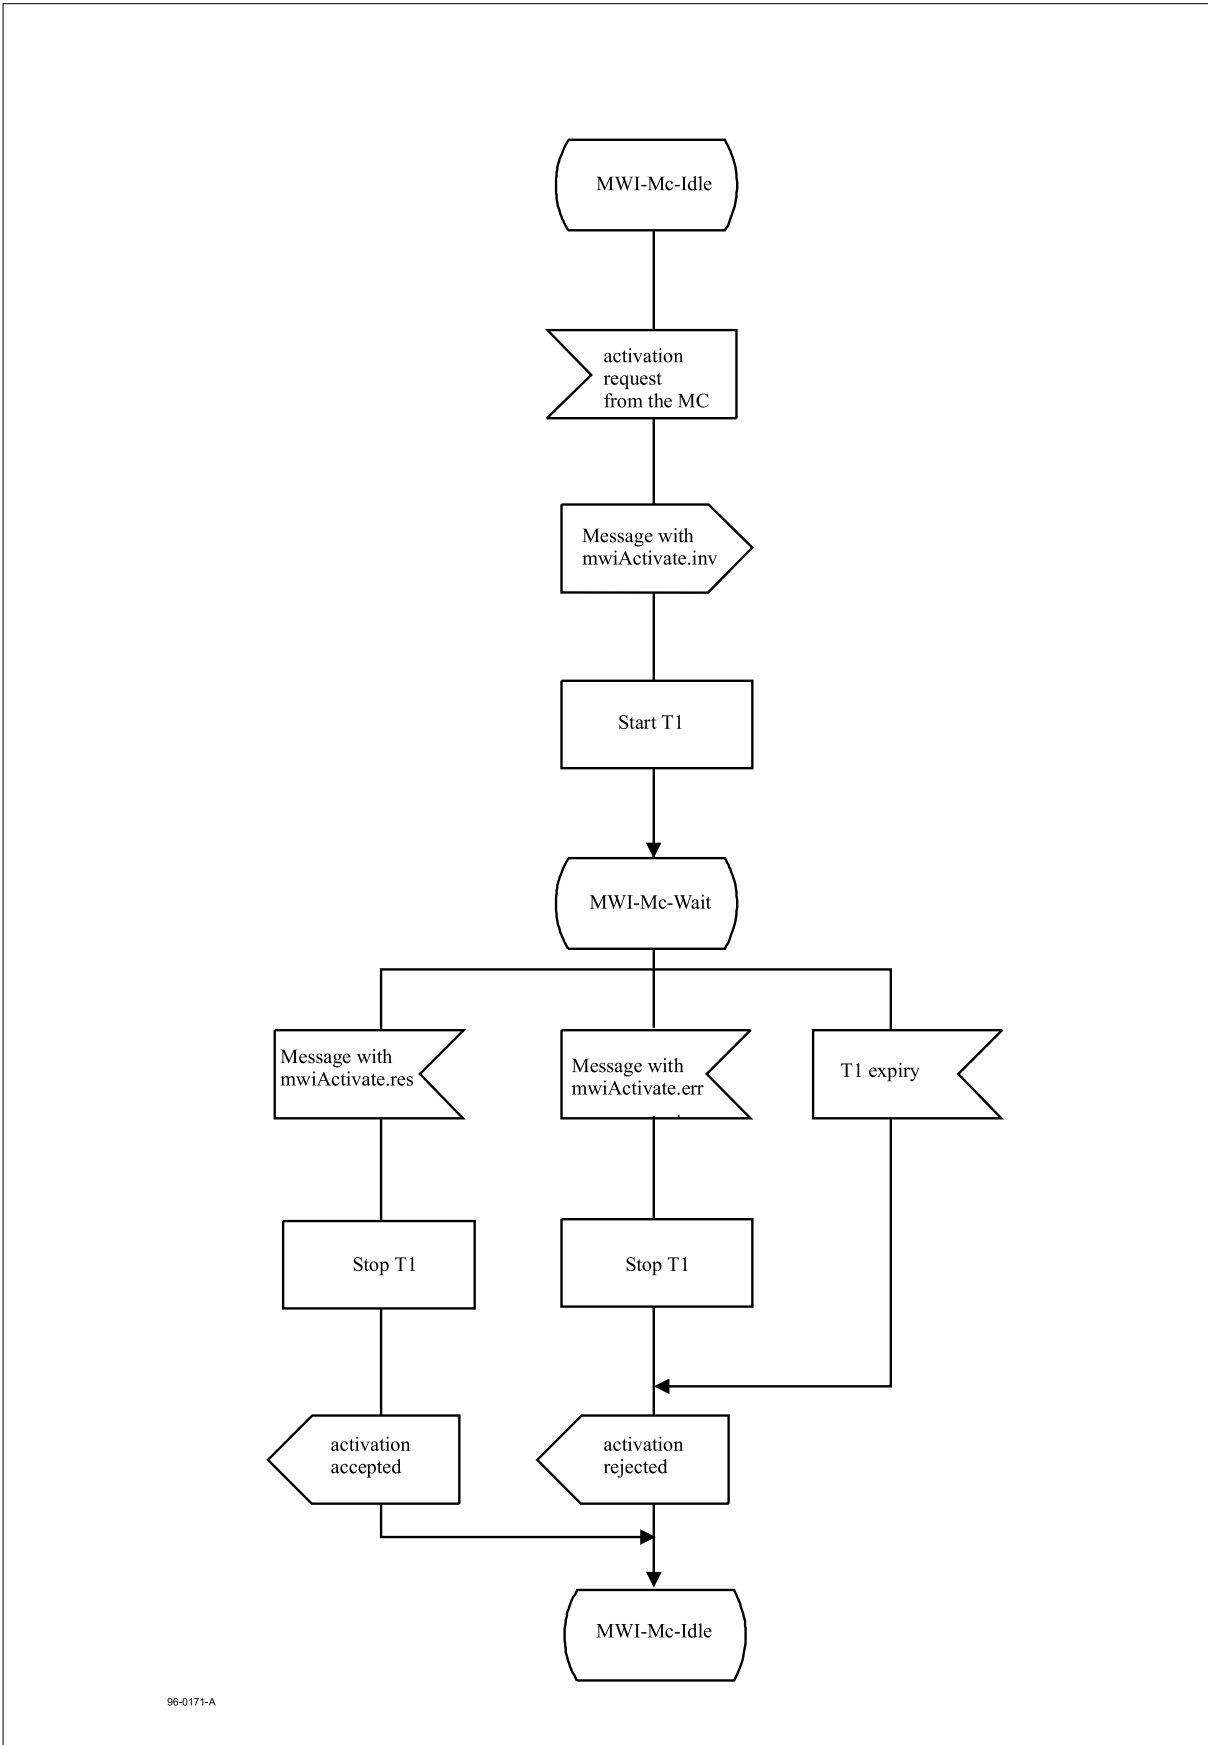 MWI-Mc-Idle
activation
request
from the MC
Message with
mwiActivate.inv
Start T1
MWI-Mc-Wait
Message with
mwiActivate.res
Message with
mwiActivate.err
T1 expiry
Stop T1
Stop T1
activation
accepted
activation
rejected
MWI-Mc-Idle
96-0171-A